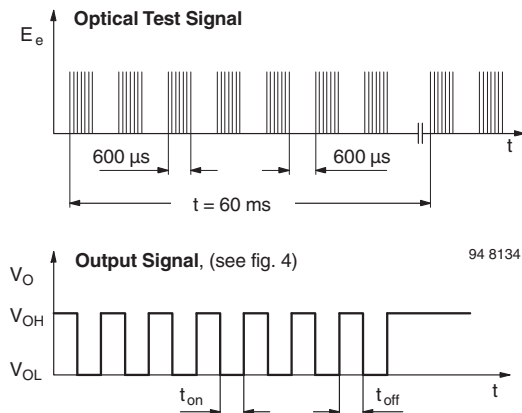 Optical Test Signal
E e
t
600 µs
600 µs
t = 60 ms
94 8134
Output Signal, (see fig. 4)
V O
V OH
V OL
t on
t off
t